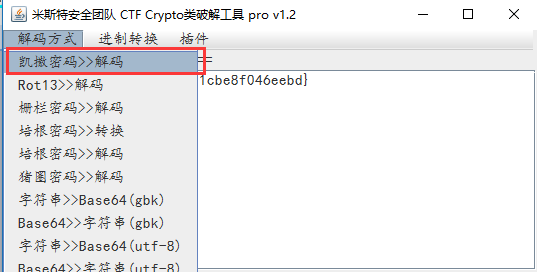 米斯特安全团队 CTF Crypto类破解工具 pro v1.2
解码方式 进制转换 插件
凯撒密码>>解码
Rot13>>解码
1cbe8f046eebd}
栅栏密码>>解码
培根密码>>转换
培根密码>>解码
猪圈密码>>解码
字符串>>Base64(gbk)
Base64>>字符串(gbk)
字符串>>Base64(utf-8)
Base64>>字符串(utf-8)